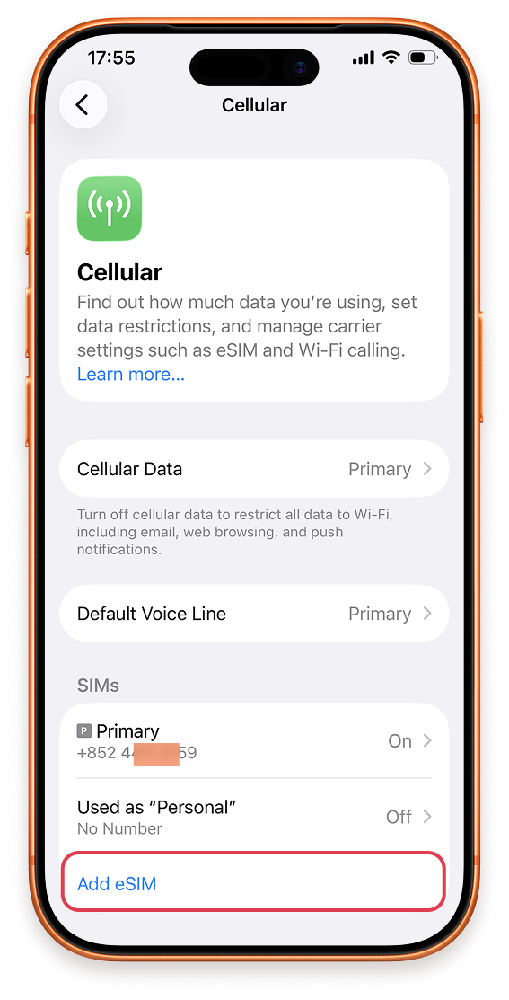 17:55
Cellular
Cellular
Find out how much data you’re using, set
data restrictions, and manage carrier
settings such as eSIM and Wi-Fi calling.
Learn more...
Cellular Data Primary
Turn off cellular data to restrict all data to Wi-Fi,
including email, web browsing, and push
notifications.
Default Voice Line Primary
SIMs
P Primary
On
+852 4 59
Used as “Personal”
Off
No Number
Add eSIM